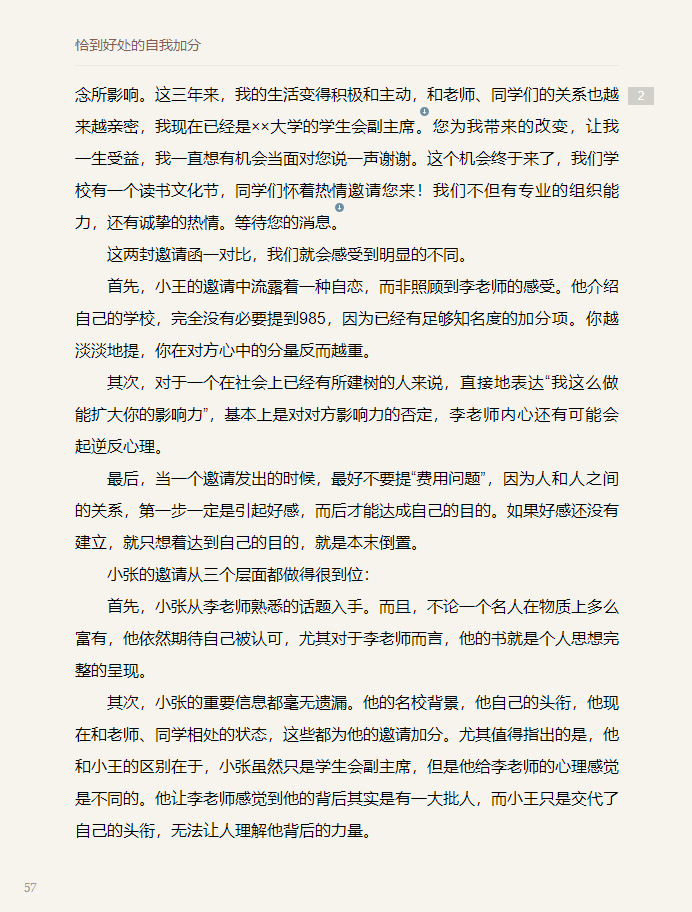 恰到好处的自我加分
念所影响。这三年来，我的生活变得积极和主动，和老师、同学们的关系也越
2
来越亲密，我现在已经是××大学的学生会副主席。您为我带来的改变，让我
一生受益，我一直想有机会当面对您说一声谢谢。这个机会终于来了，我们学
校有一个读书文化节，同学们怀着热情邀请您来！我们不但有专业的组织能
力，还有诚挚的热情。等待您的消息。
这两封邀请函一对比，我们就会感受到明显的不同。
首先，小王的邀请中流露着一种自恋，而非照顾到李老师的感受。他介绍
自己的学校，完全没有必要提到985，因为已经有足够知名度的加分项。你越
淡淡地提，你在对方心中的分量反而越重。
其次，对于一个在社会上已经有所建树的人来说，直接地表达“我这么做
能扩大你的影响力”，基本上是对对方影响力的否定，李老师内心还有可能会
起逆反心理。
最后，当一个邀请发出的时候，最好不要提“费用问题”，因为人和人之间
的关系，第一步一定是引起好感，而后才能达成自己的目的。如果好感还没有
建立，就只想着达到自己的目的，就是本末倒置。
小张的邀请从三个层面都做得很到位：
首先，小张从李老师熟悉的话题入手。而且，不论一个名人在物质上多么
富有，他依然期待自己被认可，尤其对于李老师而言，他的书就是个人思想完
整的呈现。
其次，小张的重要信息都毫无遗漏。他的名校背景，他自己的头衔，他现
在和老师、同学相处的状态，这些都为他的邀请加分。尤其值得指出的是，他
和小王的区别在于，小张虽然只是学生会副主席，但是他给李老师的心理感觉
是不同的。他让李老师感觉到他的背后其实是有一大批人，而小王只是交代了
自己的头衔，无法让人理解他背后的力量。
57